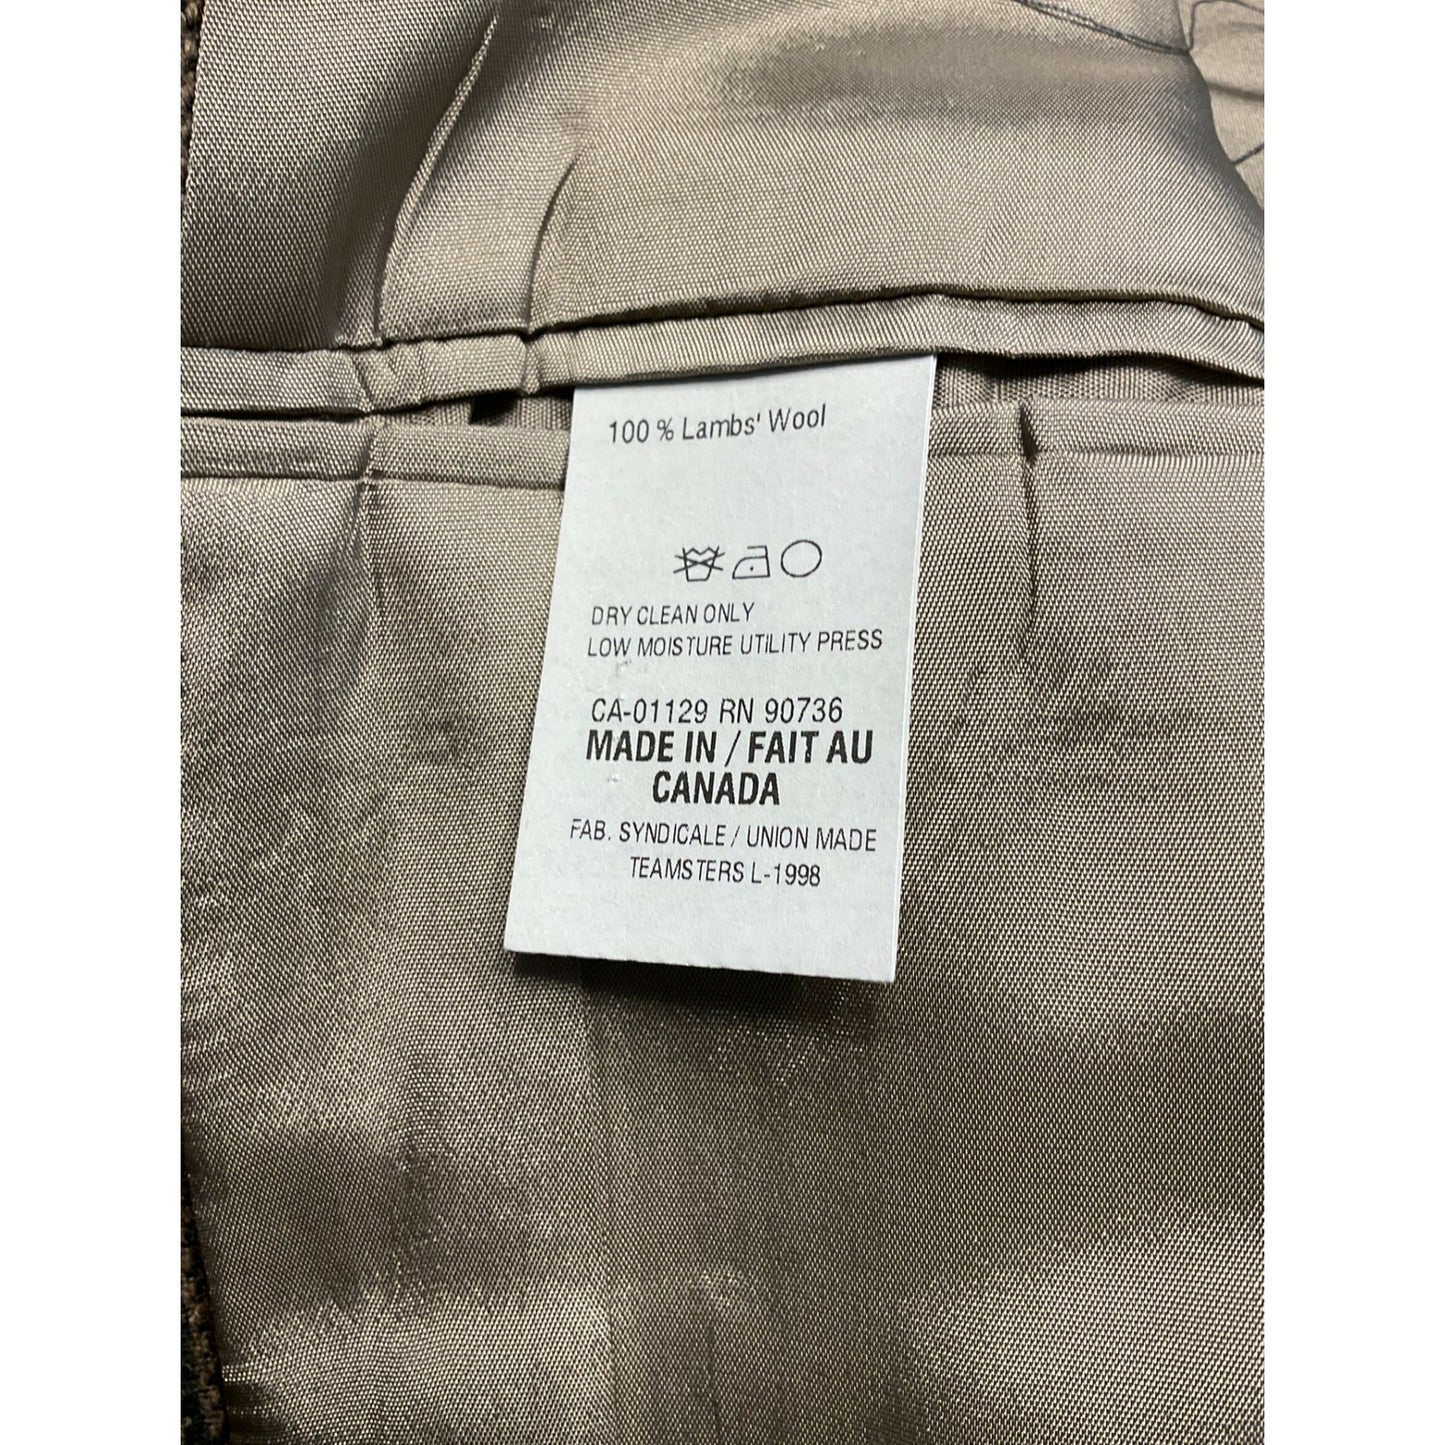 100 % Lambs' Wool
DRY CLEAN ONLY
LOW MOISTURE UTILITY PRESS
CA-01129 RN 90736
MADE IN / FAIT AU
CANADA
FAB. SYNDICALE / UNION MADE
TEAMSTERS L-1998